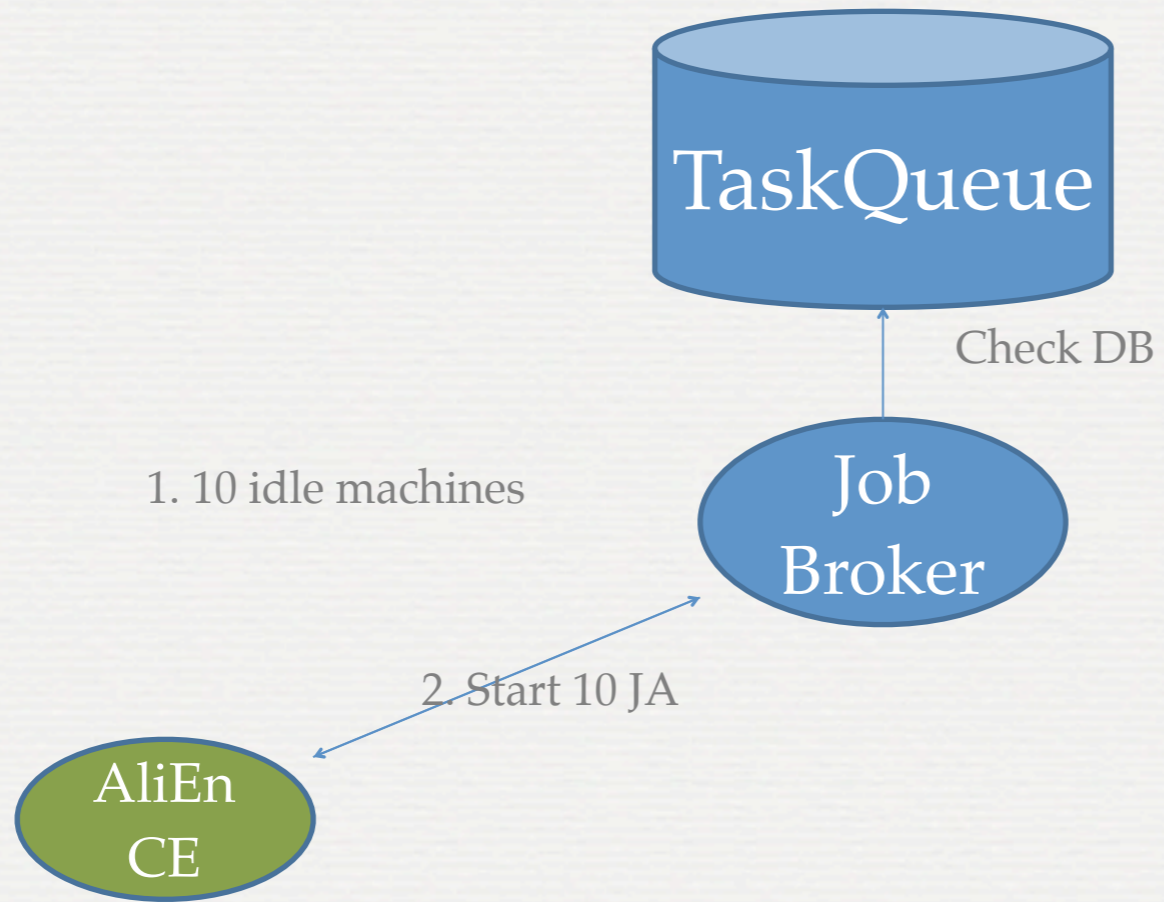 TaskQueue
Check DB
1. 10 idle machines
Job
Broker
2. Start 10 JA
AliEn
CE